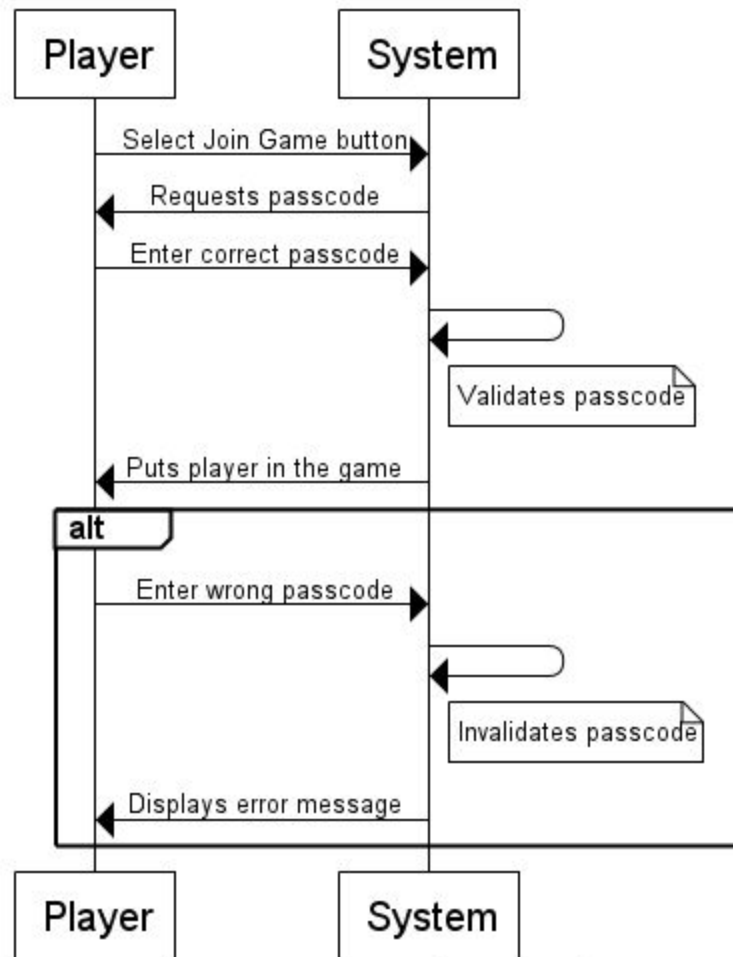 Player System
Select Join Game button
Requests passcode
Enter correct passcode
Validates passcode
Puts player in the game
alt
Enter wrong passcode
Invalidates passcode
Displays error message
Player System